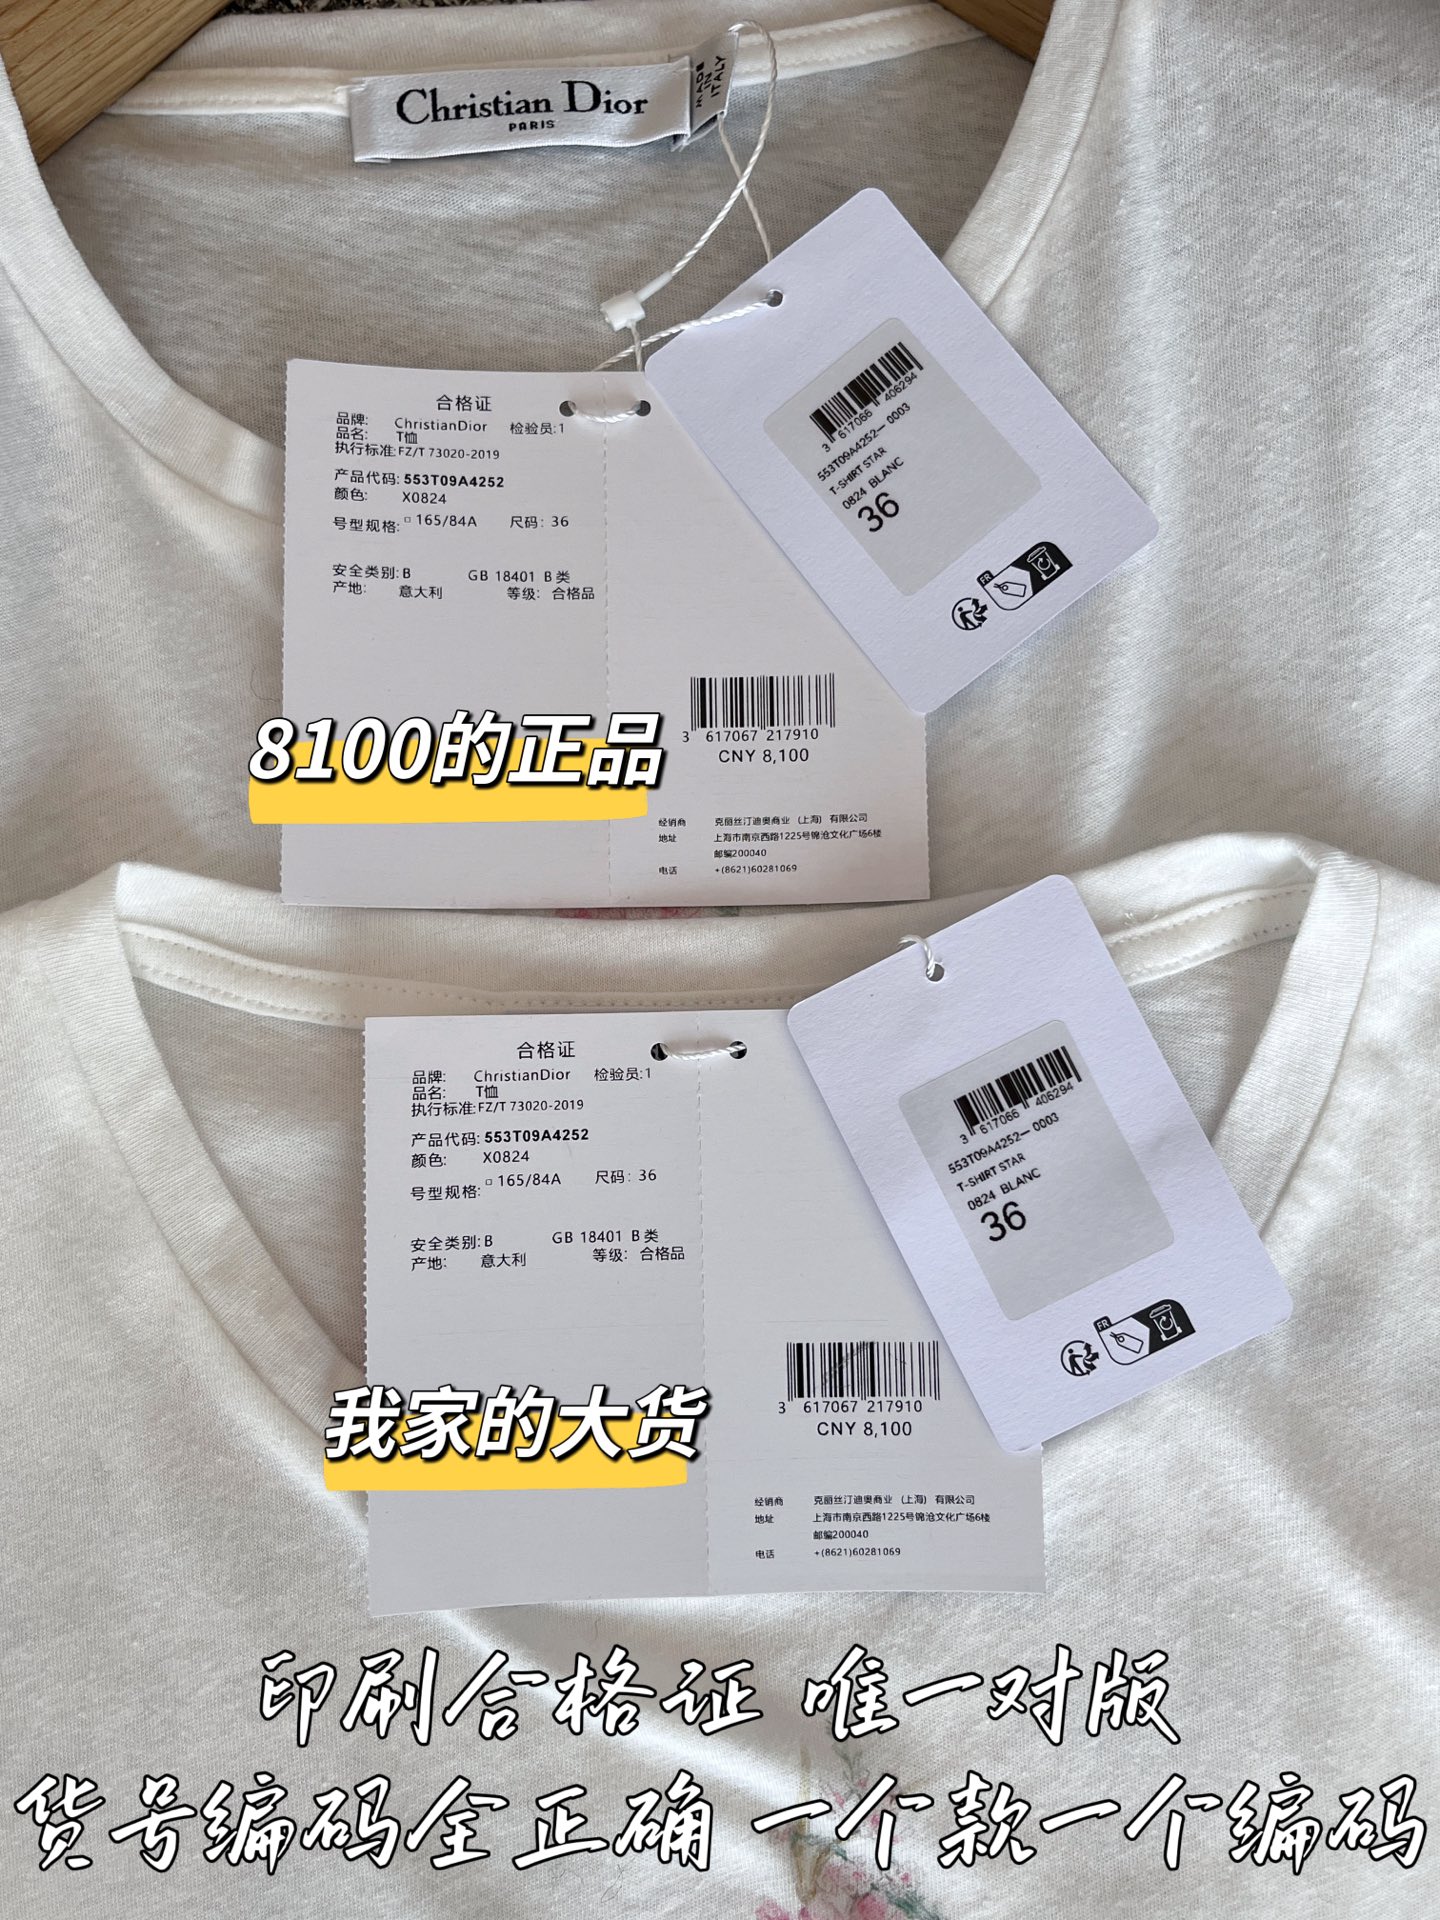 Christian Dior
PARIS
MADE
IN
ITALY
合格证
品牌: ChristianDior 检验员:1
品名: T恤
执行标准:FZ/T 73020-2019
产品代码:553T09A4252
颜色: X0824
号型规格:□165/84A 尺码: 36
安全类别:B GB 18401 B类
产地: 意大利 等级: 合格品
3 617066 406294
553T09A4252— 0003
T-SHIRT STAR
0824 BLANC
36
FR
8100的正品
3 617067 217910
CNY 8,100
经销商 克丽丝汀迪奥商业（上海）有限公司
地址 上海市南京西路1225号锦沧文化广场6楼
邮编200040
电话 +(8621)60281069
合格证
品牌: ChristianDior 检验员:1
品名: T恤
执行标准:FZ/T 73020-2019
产品代码:553T09A4252
颜色: X0824
号型规格:□165/84A 尺码: 36
安全类别:B GB 18401 B类
产地: 意大利 等级: 合格品
3 617066 406294
553T09A4252— 0003
T-SHIRT STAR
0824 BLANC
36
FR
我家的大货
3 617067 217910
CNY 8,100
经销商 克丽丝汀迪奥商业（上海）有限公司
地址 上海市南京西路1225号锦沧文化广场6楼
邮编200040
电话 +(8621)60281069
印刷合格证 唯一对版
货号编码全正确 一个款一个编码